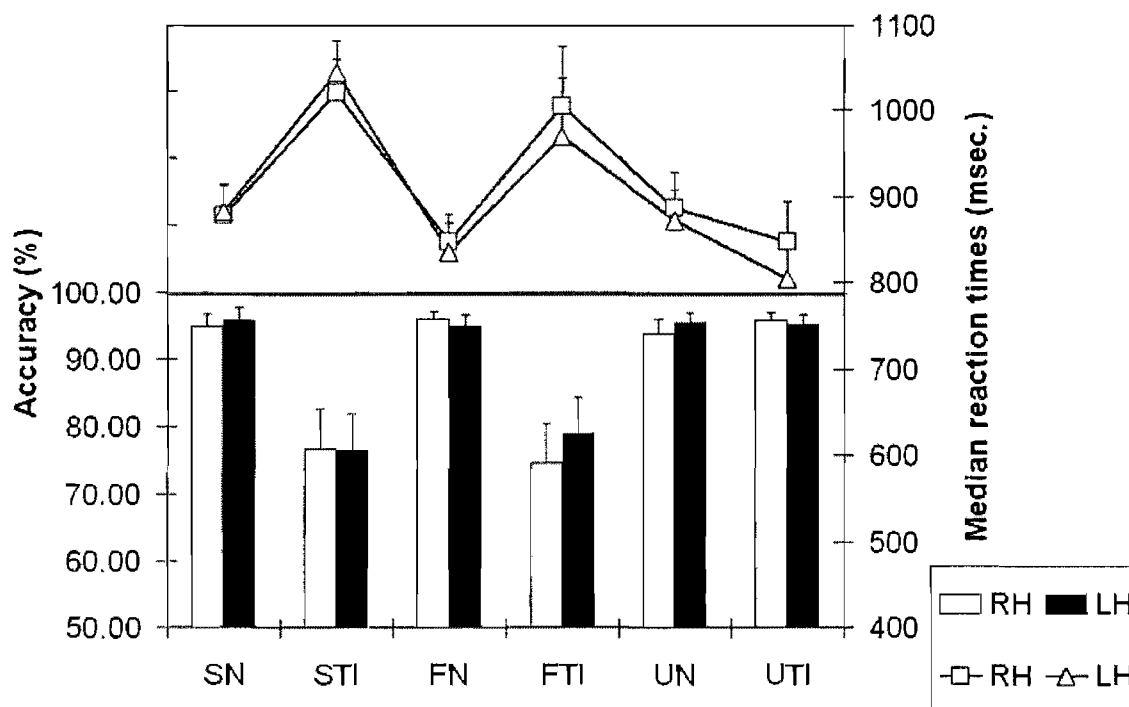 Accuracy (%)
100.00
90.00
80.00
70.00
60.00
50.00
1100
1000
900
800
700
600
500
400
Median reaction times (msec.)
SN STI FN FTI UN UTI
RH LH
RH LH